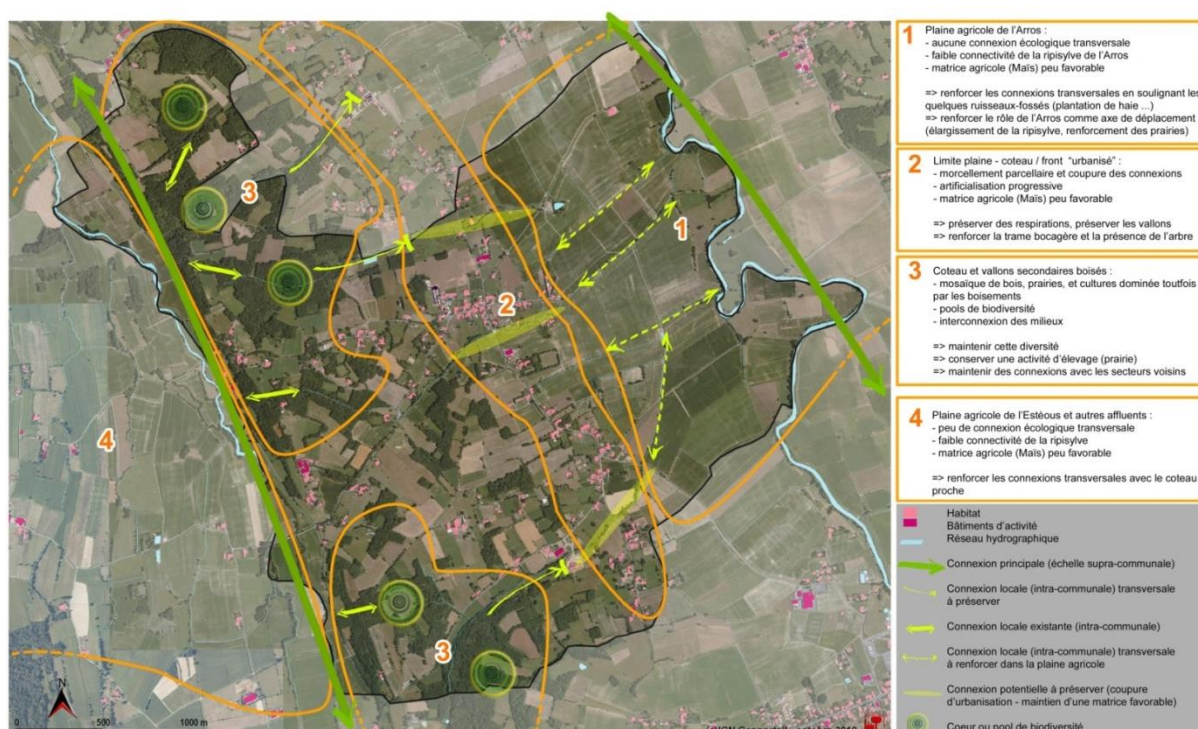 1
Plaine agricole de l'Arros :
- aucune connexion écologique transversale
- faible connectivité de la ripisylve de l'Arros
- matrice agricole (Maïs) peu favorable
=> renforcer les connexions transversales en soulignant les
quelques ruisseaux-fossés (plantation de haie ...)
=> renforcer le rôle de l'Arros comme axe de déplacement
(élargissement de la ripisylve, renforcement des prairies)
2
Limite plaine - coteau / front "urbanisé" :
- morcellement parcellaire et coupure des connexions
- artificialisation progressive
- matrice agricole (Maïs) peu favorable
=> préserver des respirations, préserver les vallons
=> renforcer la trame bocagère et la présence de l'arbre
3
Coteau et vallons secondaires boisés :
- mosaïque de bois, prairies, et cultures dominée toutfois
par les boisements
- pools de biodiversité
- interconnexion des milieux
=> maintenir cette diversité
=> conserver une activité d'élevage (prairie)
=> maintenir des connexions avec les secteurs voisins
4
Plaine agricole de l'Estéous et autres affluents :
- peu de connexion écologique transversale
- faible connectivité de la ripisylve
- matrice agricole (Maïs) peu favorable
=> renforcer les connexions transversales avec le coteau
proche
Habitat
Bâtiments d'activité
Réseau hydrographique
Connexion principale (échelle supra-communale)
Connexion locale (intra-communale) transversale
à préserver
Connexion locale existante (intra-communale)
Connexion locale (intra-communale) transversale
à renforcer dans la plaine agricole
Connexion potentielle à préserver (coupure
d'urbanisation - maintien d'une matrice favorable)
Coeur ou pool de biodiversité
3
1
2
4
3
N
0 500 1000 m